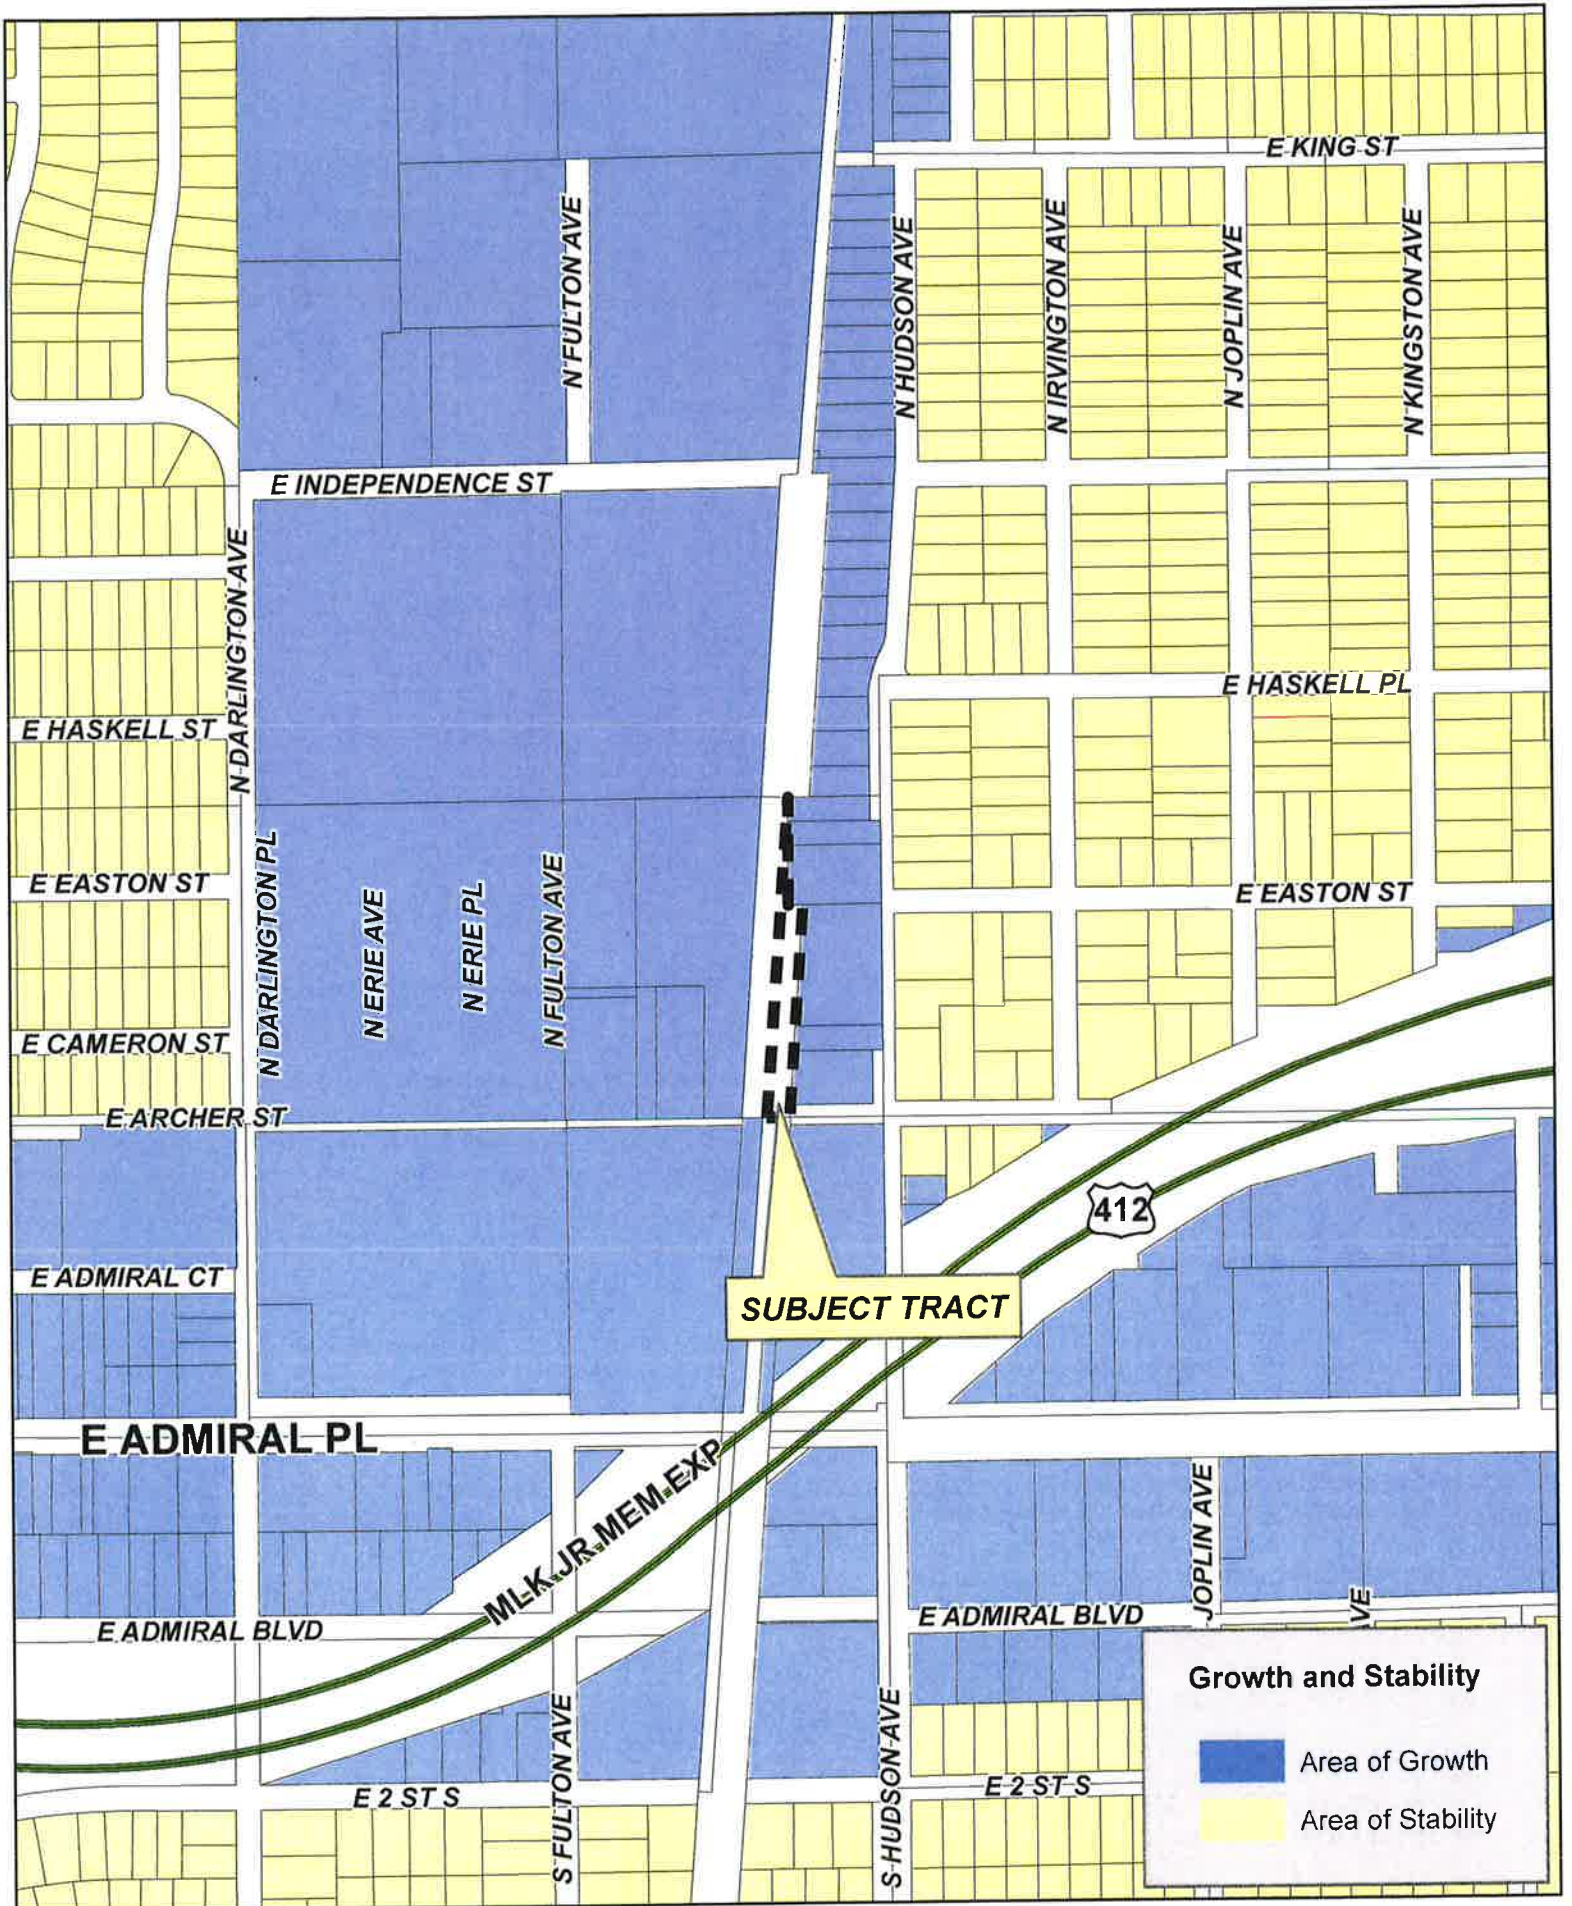 E KING ST
N FULTON AVE
N HUDSON AVE
N IRVINGTON AVE
N JOPLIN AVE
N KINGSTON AVE
E INDEPENDENCE ST
N DARLINGTON AVE
E HASKELL PL
E HASKELL ST
E EASTON ST
E EASTON ST
N DARLINGTON PL
N ERIE AVE
N ERIE PL
N FULTON AVE
E CAMERON ST
E ARCHER ST
412
E ADMIRAL CT
SUBJECT TRACT
E ADMIRAL PL
MLK JR MEM EXP
JOPLIN AVE
E ADMIRAL BLVD
E ADMIRAL BLVD
AVE
S FULTON AVE
S HUDSON AVE
E 2 ST S
E 2 ST S
Growth and Stability
Area of Growth
Area of Stability